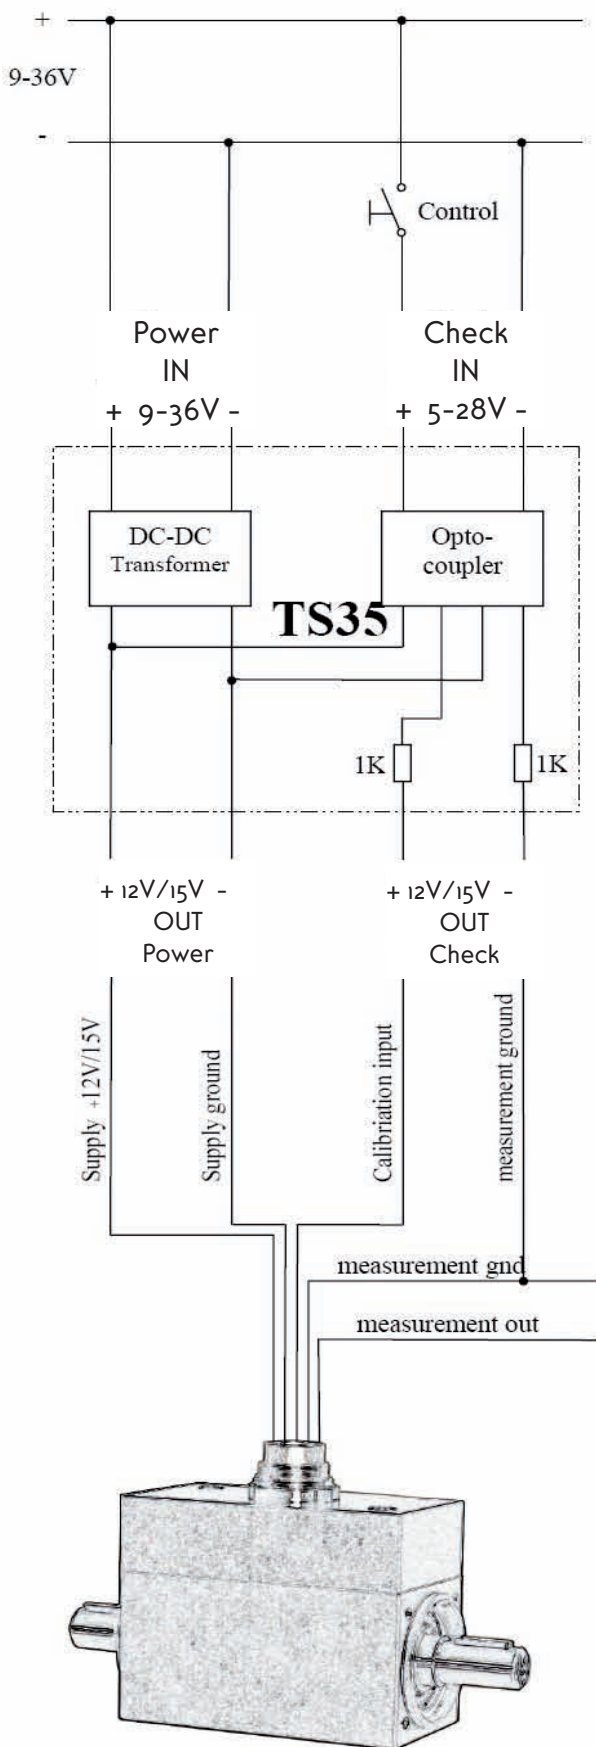 +
9-36V
-
Control
Power
IN
+ 9-36V -
Check
IN
+ 5-28V -
DC-DC
Transformer
Opto-
coupler
TS35
1K
1K
+ 12V/15V -
OUT
Power
+ 12V/15V -
OUT
Check
Supply +12V/15V
Supply ground
Calibriation input
measurement ground
measurement gnd
measurement out